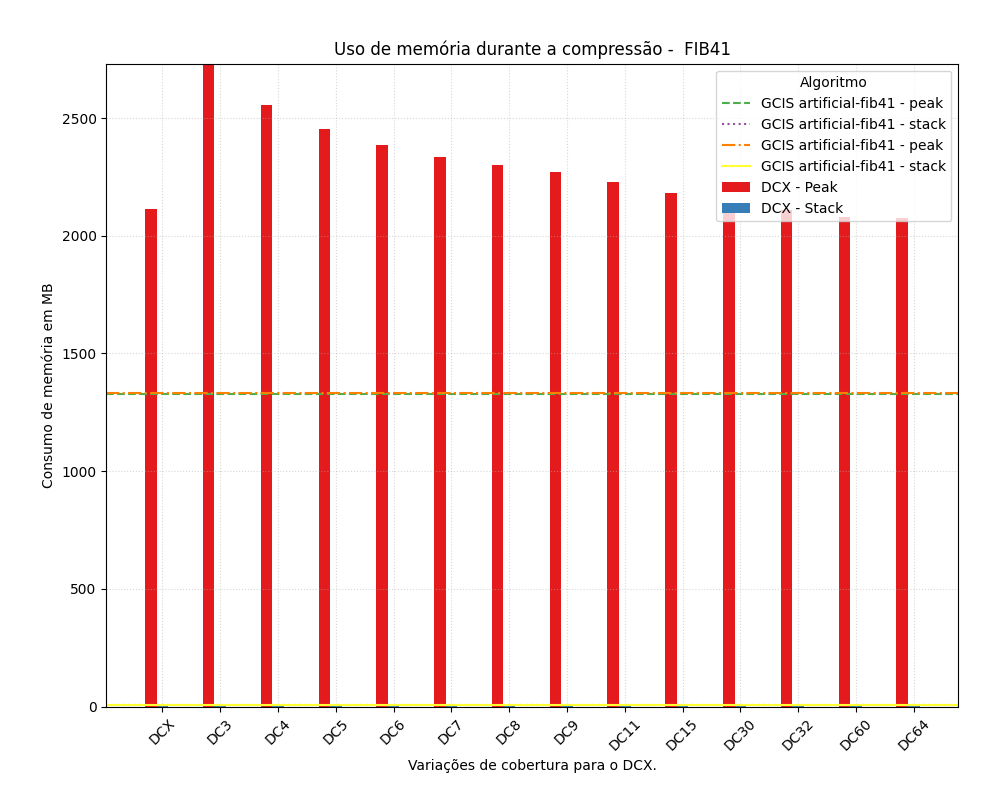 Uso de memória durante a compressão -  FIB41
Algoritmo
GCIS artificial-fib41 - peak
GCIS artificial-fib41 - stack
GCIS artificial-fib41 - peak
GCIS artificial-fib41 - stack
DCX - Peak
DCX - Stack
Consumo de memória em MB
2500
2000
1500
1000
500
0
DCX
DC3
DC4
DC5
DC6
DC7
DC8
DC9
DC11
DC15
DC30
DC32
DC60
DC64
Variações de cobertura para o DCX.